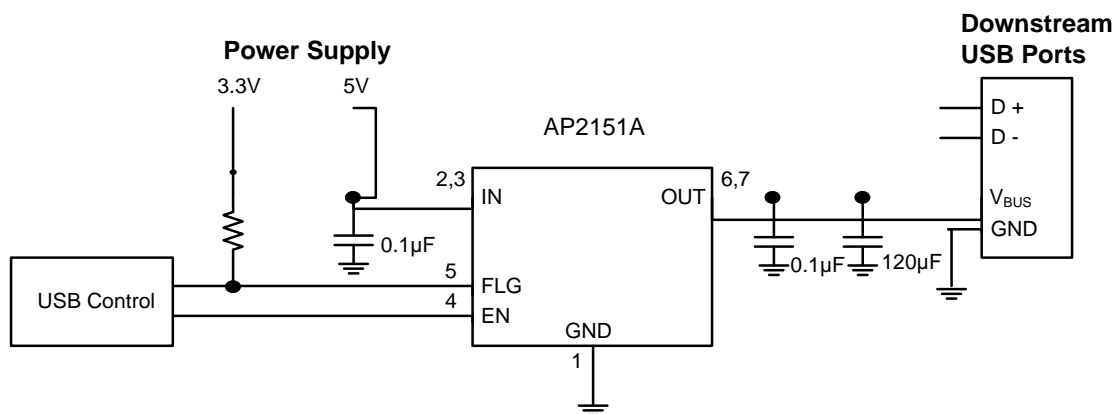 Power Supply
3.3V
5V
Downstream
USB Ports
AP2151A
D +
D -
2,3
IN
OUT
6,7
V_BUS
GND
0.1µF
0.1µF
120µF
USB Control
5
FLG
4
EN
GND
1